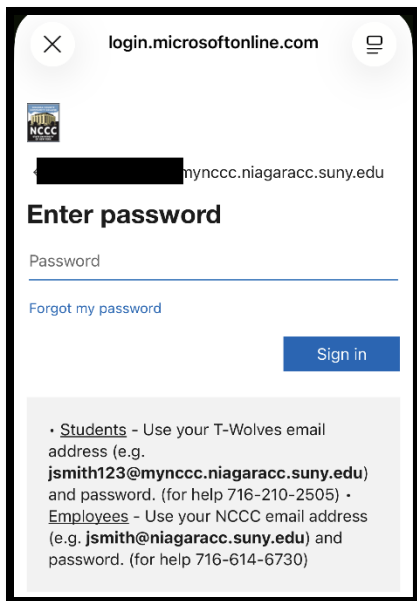 login.microsoftonline.com
NCCC
mynccc.niagaracc.suny.edu
Enter password
Password
Forgot my password
Sign in
• Students - Use your T-Wolves email
address (e.g.
jsmith123@mynccc.niagaracc.suny.edu)
and password. (for help 716-210-2505) •
Employees - Use your NCCC email address
(e.g. jsmith@niagaracc.suny.edu) and
password. (for help 716-614-6730)